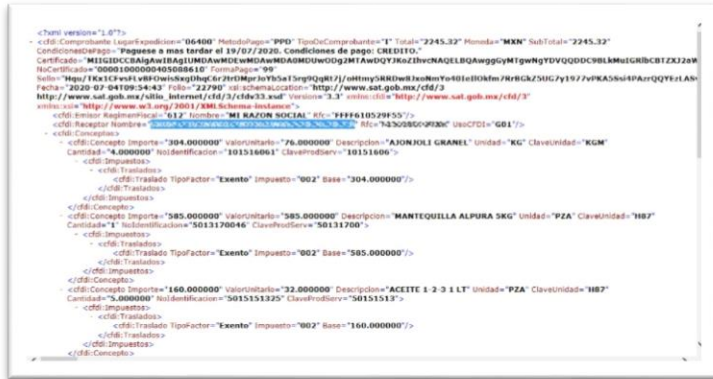 <?xml version="1.0"?>
- <cfdi:Comprobante LugarExpedicion="06400" MetodoPago="PPD" TipoDeComprobante="I" Total="2245.32" Moneda="MXN" SubTotal="2245.32"
CondicionesDePago="Paguese a mas tardar el 19/07/2020. Condiciones de pago: CREDITO."
NoCertificado="00001000000405088610" FormaPago="99"
Fecha="2020-07-04T09:54:43" Folio="22790" xsi:schemaLocation="http://www.sat.gob.mx/cfd/3
http://www.sat.gob.mx/sitio_internet/cfd/3/cfdv33.xsd" Version="3.3" xmlns:cfdi="http://www.sat.gob.mx/cfd/3"
xmlns:xsi="http://www.w3.org/2001/XMLSchema-instance">
<cfdi:Emisor RegimenFiscal="612" Nombre="MI RAZON SOCIAL" Rfc="FFFF610529F55"/>
<cfdi:Receptor Nombre= Rfc= UsoCFDI="G01"/>
- <cfdi:Conceptos>
- <cfdi:Concepto Importe="304.000000" ValorUnitario="76.000000" Descripcion="AJONJOLI GRANEL" Unidad="KG" ClaveUnidad="KGM"
Cantidad="4.000000" NoIdentificacion="101516061" ClaveProdServ="10151606">
- <cfdi:Impuestos>
- <cfdi:Traslados>
<cfdi:Traslado TipoFactor="Exento" Impuesto="002" Base="304.000000"/>
</cfdi:Traslados>
</cfdi:Impuestos>
</cfdi:Concepto>
- <cfdi:Concepto Importe="585.000000" ValorUnitario="585.000000" Descripcion="MANTEQUILLA ALPURA 5KG" Unidad="PZA" ClaveUnidad="H87"
Cantidad="1" NoIdentificacion="5013170046" ClaveProdServ="50131700">
- <cfdi:Impuestos>
- <cfdi:Traslados>
<cfdi:Traslado TipoFactor="Exento" Impuesto="002" Base="585.000000"/>
</cfdi:Traslados>
</cfdi:Impuestos>
</cfdi:Concepto>
- <cfdi:Concepto Importe="160.000000" ValorUnitario="32.000000" Descripcion="ACEITE 1-2-3 1 LT" Unidad="PZA" ClaveUnidad="H87"
Cantidad="5.000000" NoIdentificacion="5015151325" ClaveProdServ="50151513">
- <cfdi:Impuestos>
- <cfdi:Traslados>
<cfdi:Traslado TipoFactor="Exento" Impuesto="002" Base="160.000000"/>
</cfdi:Traslados>
</cfdi:Impuestos>
</cfdi:Concepto>